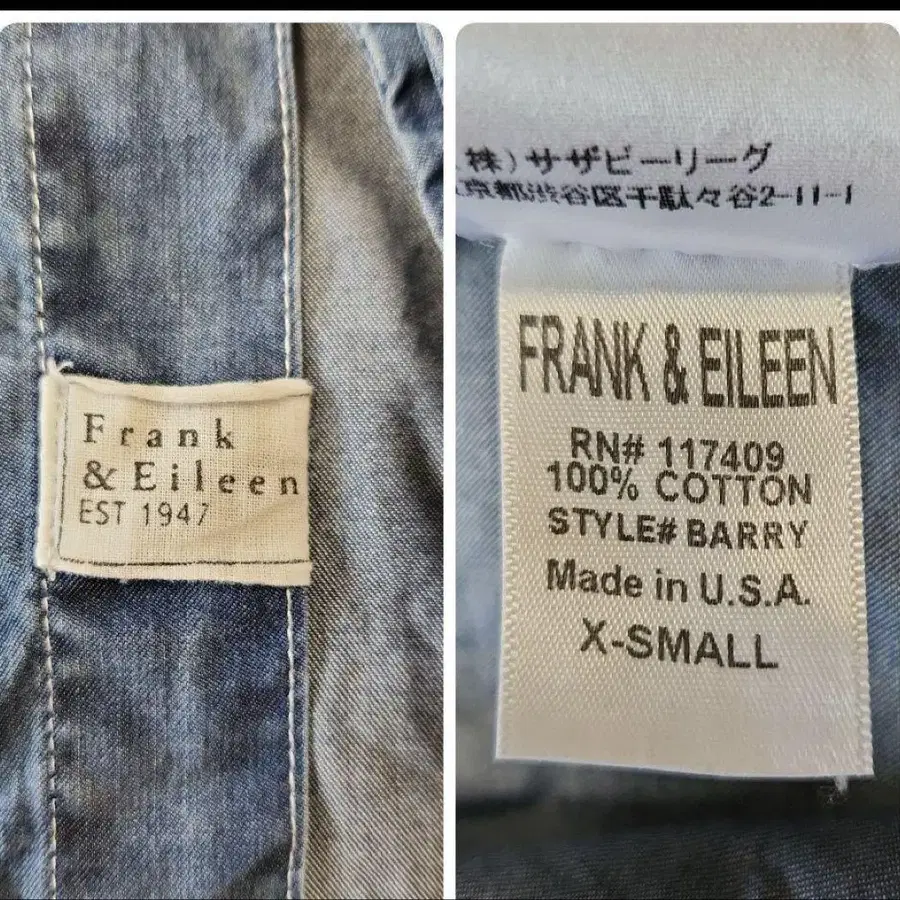 Frank
& Eileen
EST 1947
株)サザビーリーグ
京都渋谷区千駄々谷2-11-1
FRANK & EILEEN
RN# 117409
100% COTTON
STYLE# BARRY
Made in U.S.A.
X-SMALL